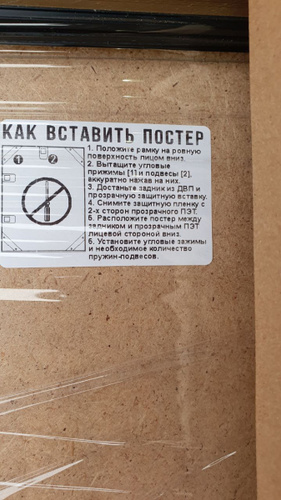 КАК ВСТАВИТЬ ПОСТЕР
1 2
1. Положите рамку на ровную
поверхность лицом вниз.
2. Вытащите угловые
прижимы [1] и подвесы [2],
аккуратно нажав на них.
3. Достаньте задник из ДВП и
прозрачную защитную вставку.
4. Снимите защитную пленку с
2-х сторон прозрачного ПЭТ.
5. Расположите постер между
задником и прозрачным ПЭТ
лицевой стороной вниз.
6. Установите угловые зажимы
и необходимое количество
пружин-подвесов.